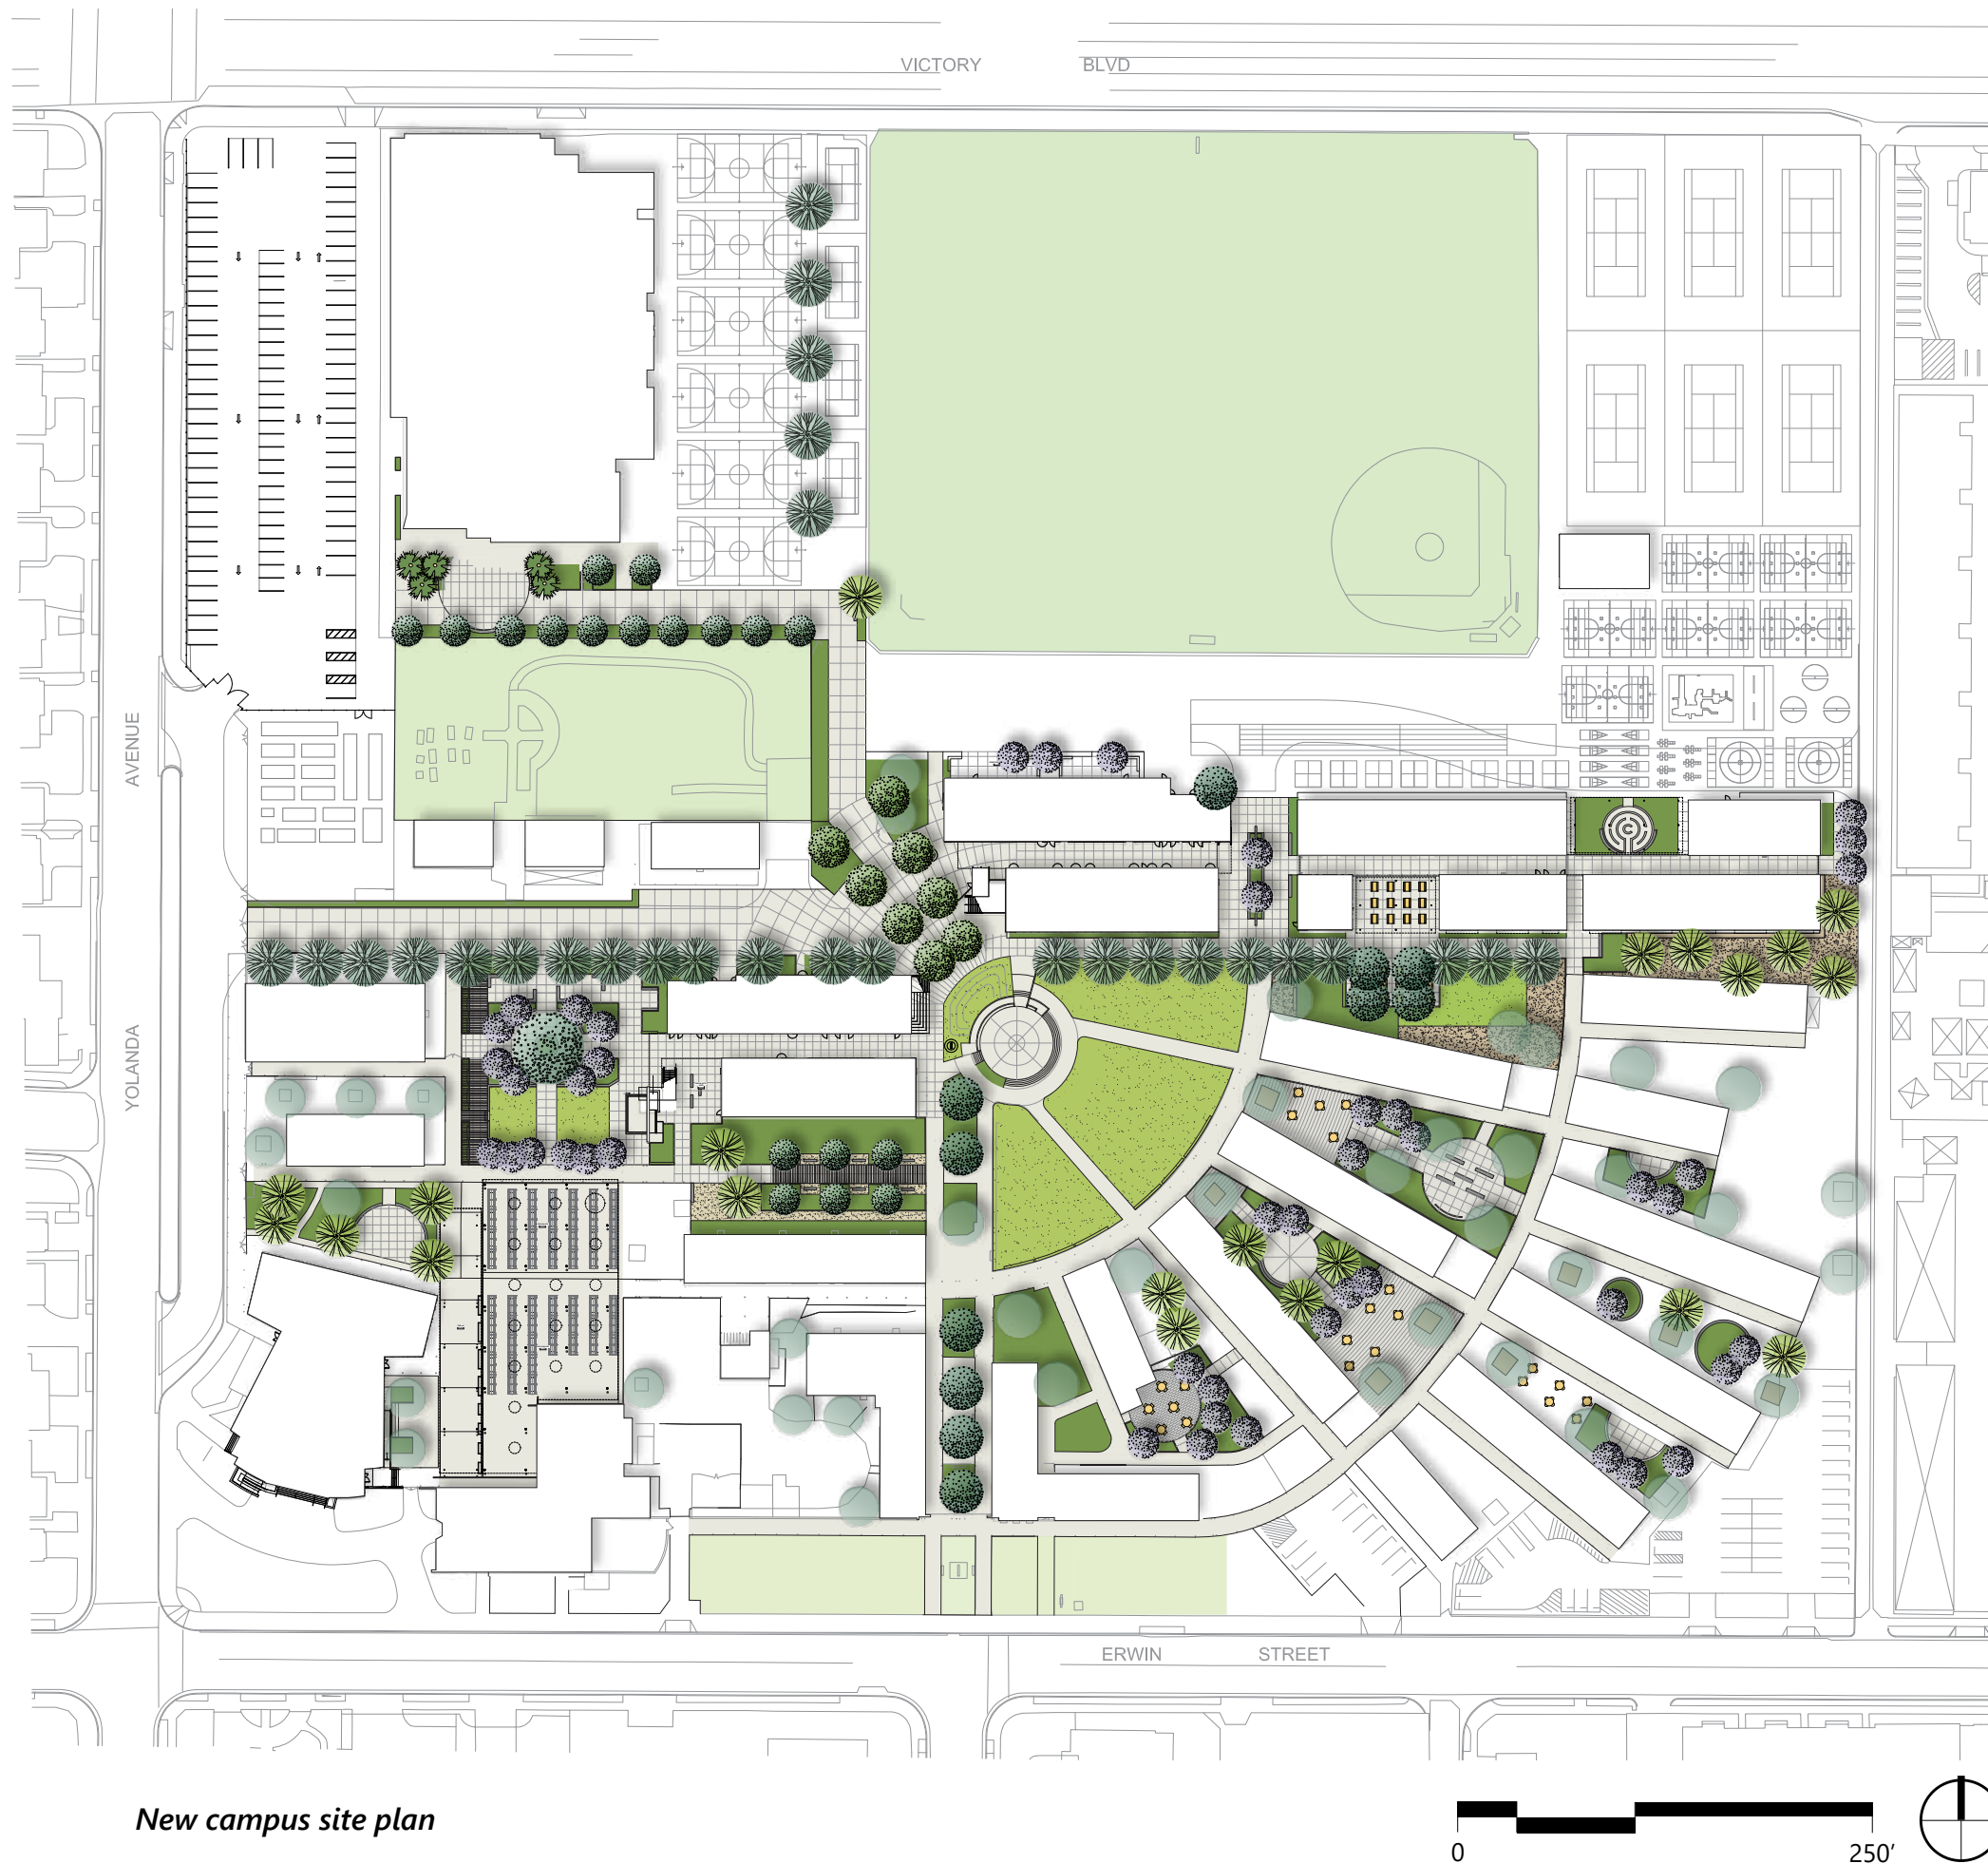 VICTORY BLVD
YOLANDA AVENUE
ERWIN STREET
New campus site plan
0 250’